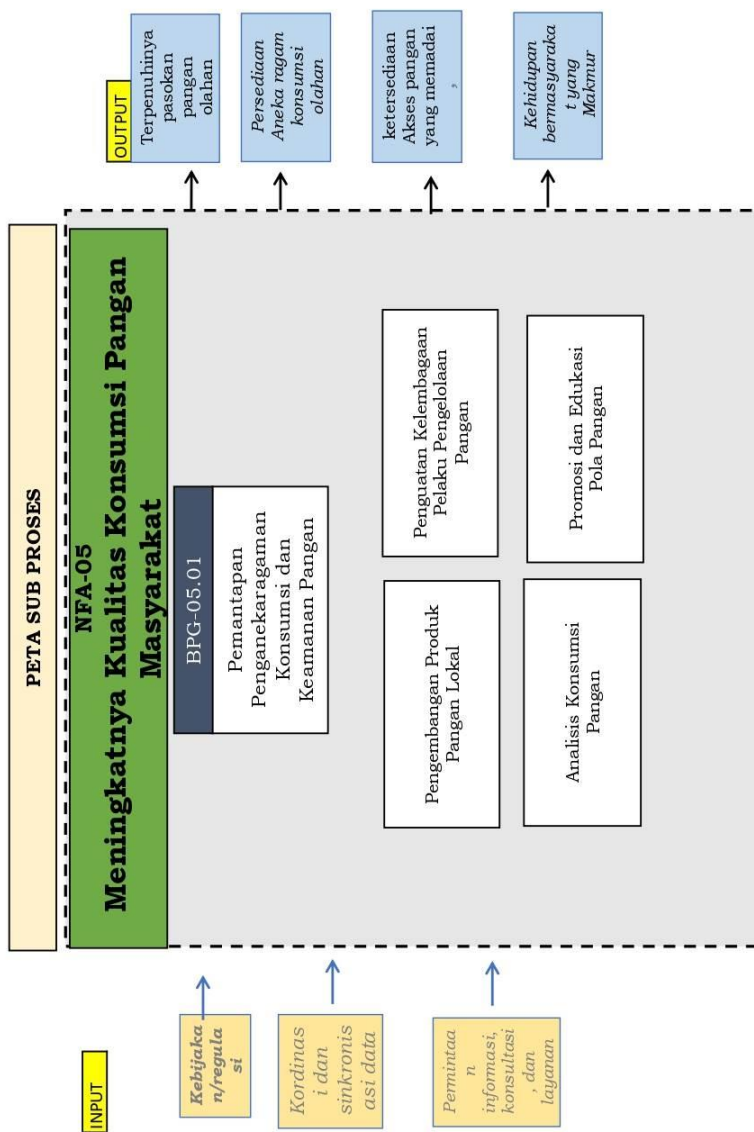 PETA SUB PROSES
NFA-05
Meningkatnya Kualitas Konsumsi Pangan
Masyarakat
INPUT
Kebijaka
n/regula
si
Kordinas
i dan
sinkronis
asi data
Permintaa
n
informasi,
konsultasi
, dan
layanan
BPG-05.01
Pemantapan
Penganekaragaman
Konsumsi dan
Keamanan Pangan
Pengembangan Produk
Pangan Lokal
Penguatan Kelembagaan
Pelaku Pengelolaan
Pangan
Analisis Konsumsi
Pangan
Promosi dan Edukasi
Pola Pangan
OUTPUT
Terpenuhinya
pasokan
pangan
olahan
Persediaan
Aneka ragam
konsumsi
olahan
ketersediaan
Akses pangan
yang memadai
,
Kehidupan
bermasyaraka
t yang
Makmur